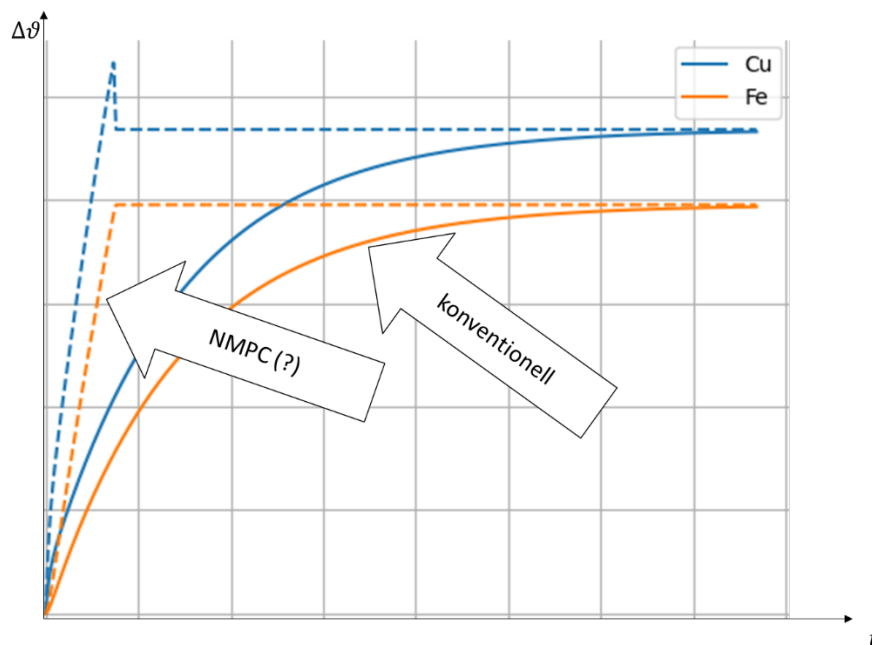 Δϑ
Cu
Fe
NMPC (?)
konventionell
t